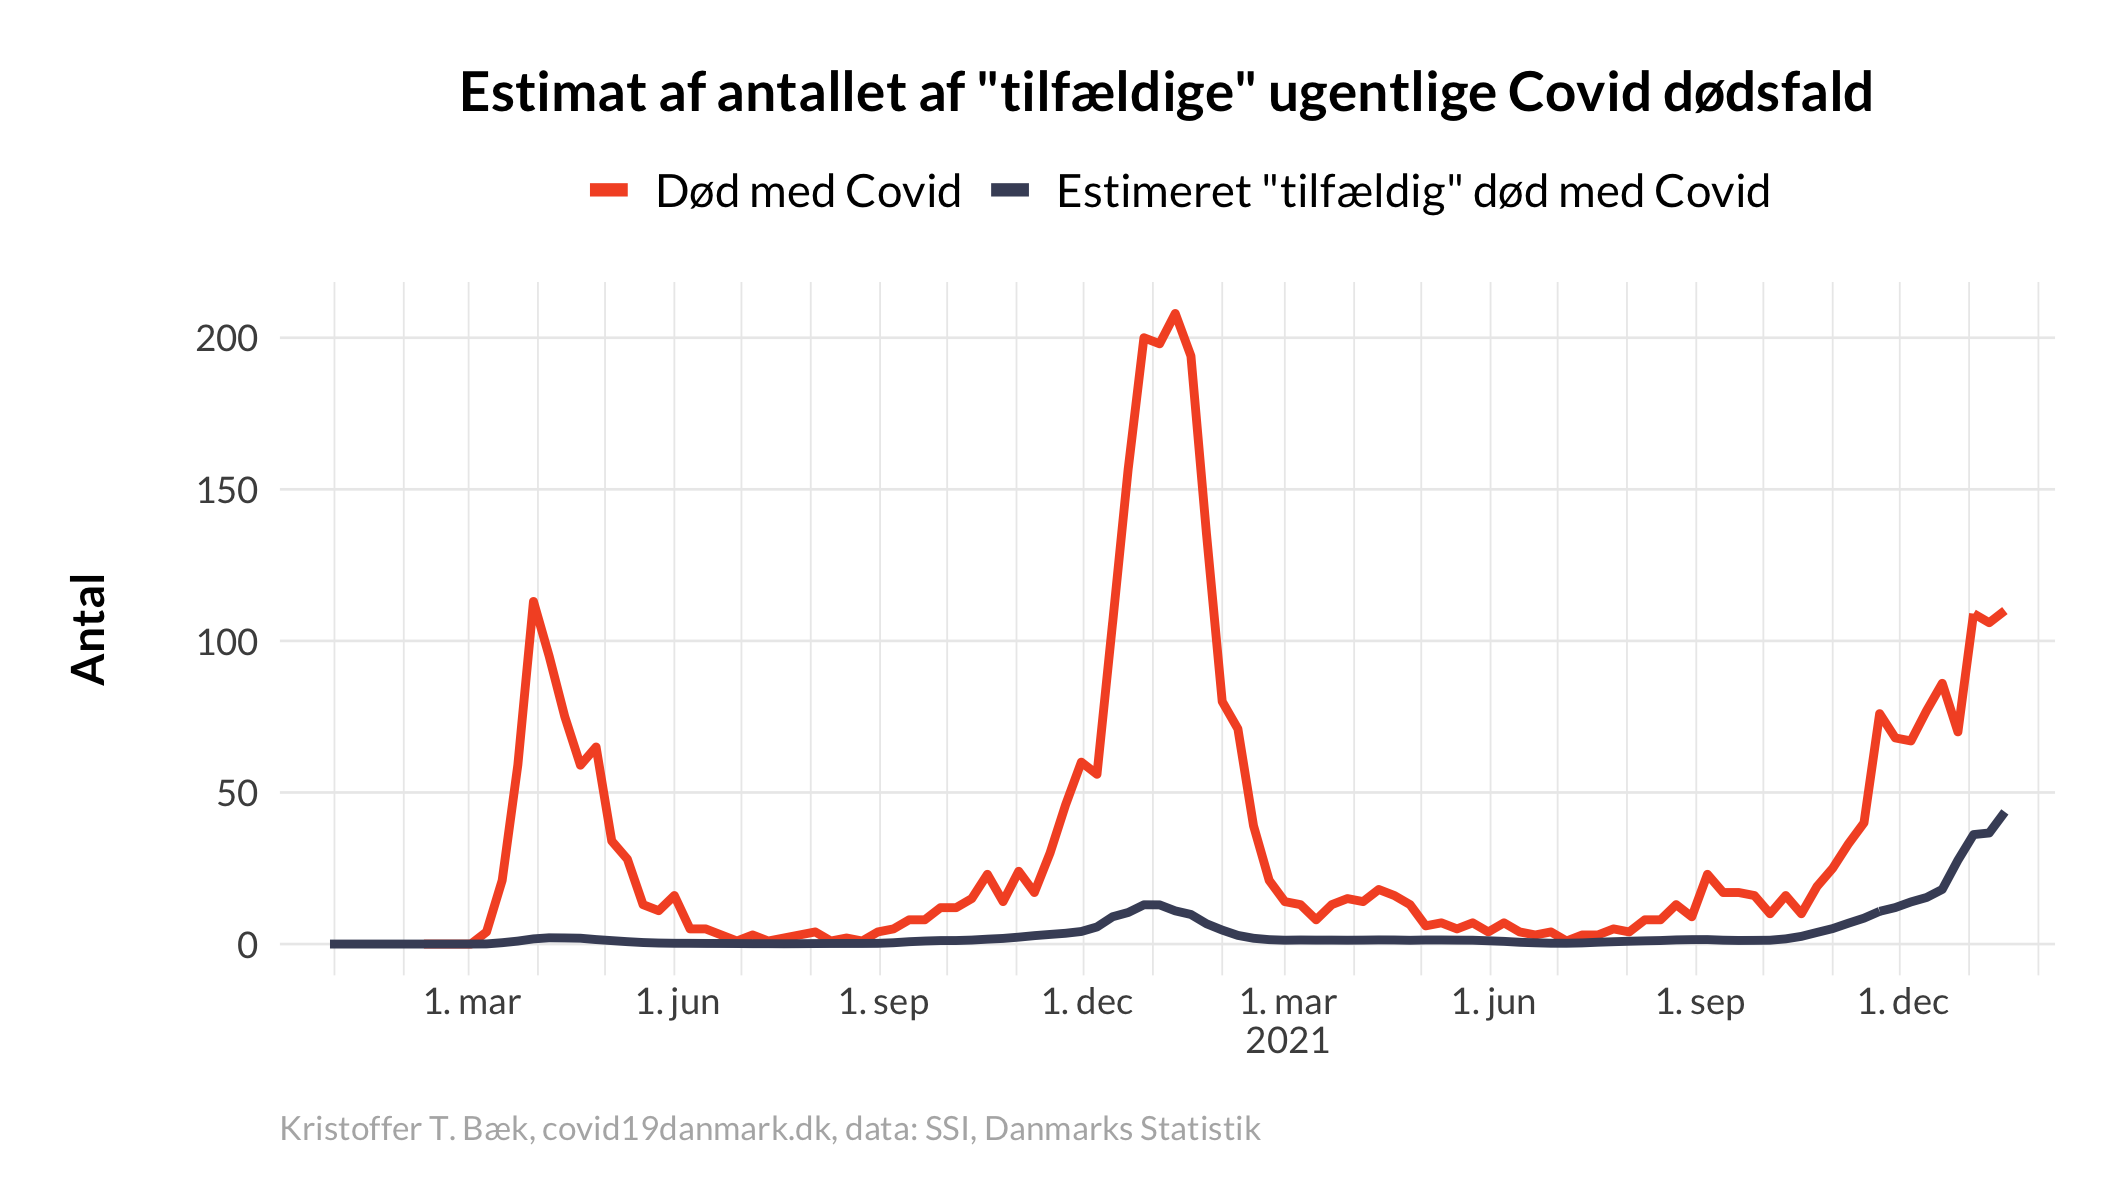 Estimat af antallet af "tilfældige" ugentlige Covid dødsfald
Død med Covid
Estimeret "tilfældig" død med Covid
Antal
200
150
100
50
0
1. mar
1. jun
1. sep
1. dec
1. mar
2021
1. jun
1. sep
1. dec
Kristoffer T. Bæk, covid19danmark.dk, data: SSI, Danmarks Statistik